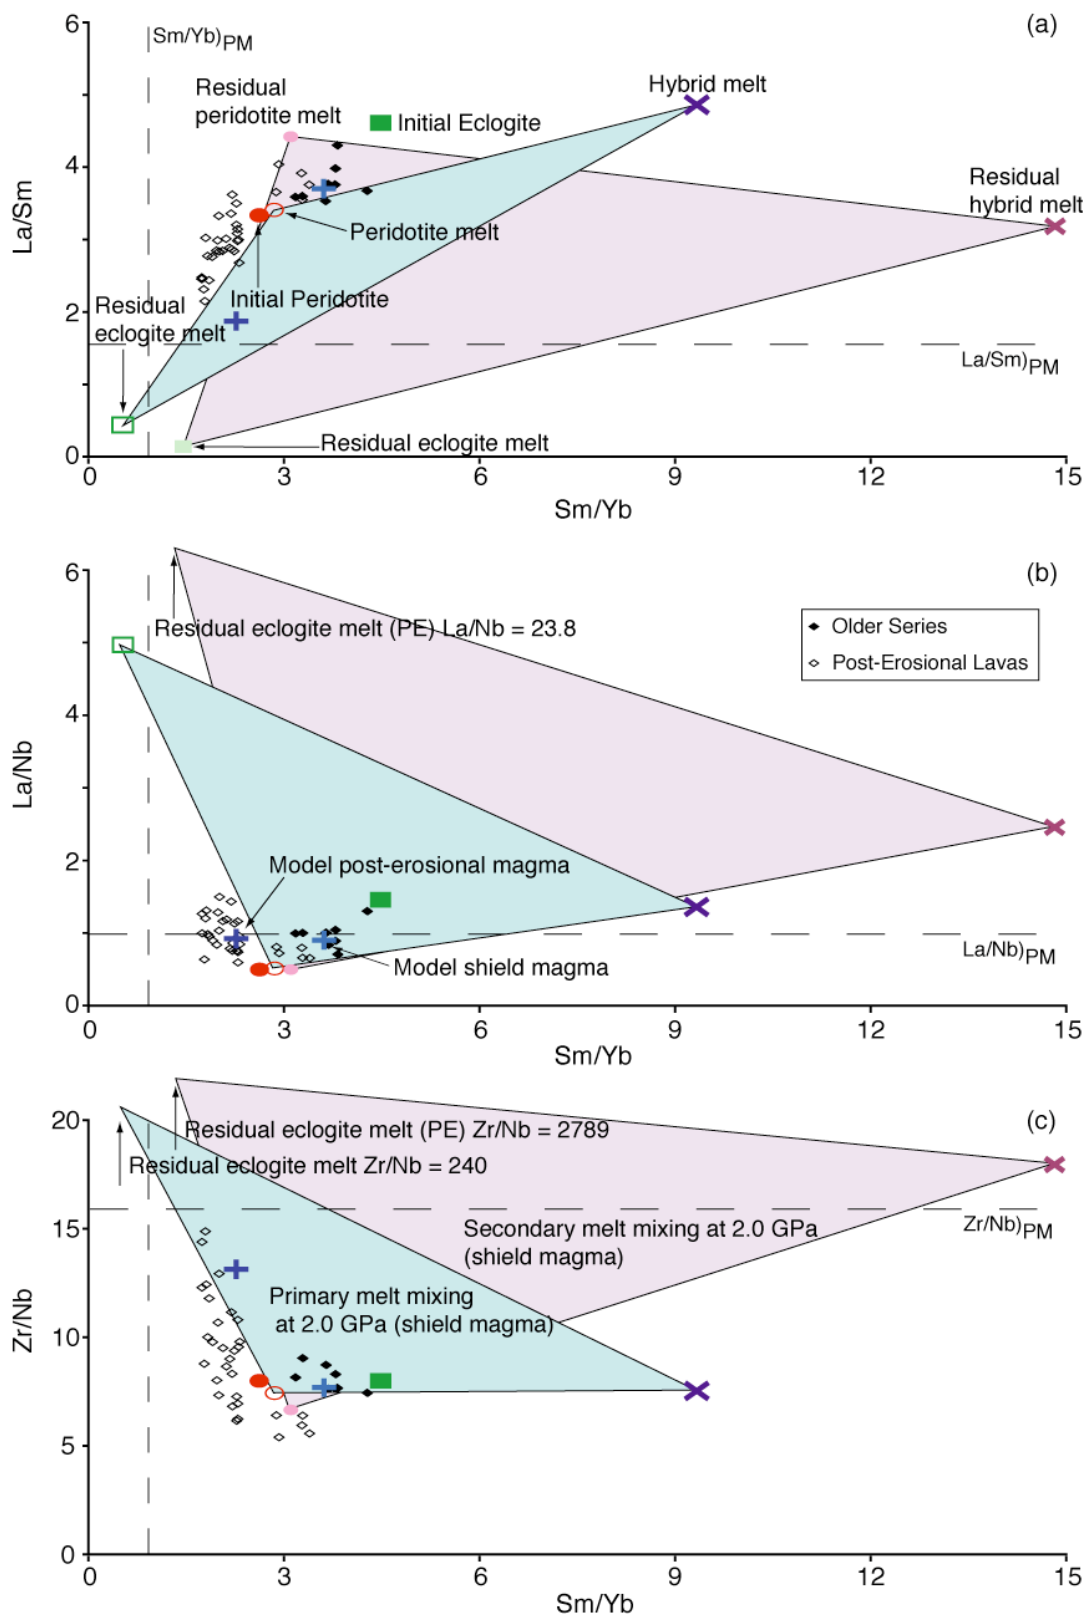 (a)
6
4
2
0
La/Sm
Sm/Yb)PM
Residual
peridotite melt
Initial Eclogite
Hybrid melt
Residual
hybrid melt
Peridotite melt
Initial Peridotite
Residual
eclogite melt
La/Sm)PM
Residual eclogite melt
0 3 6 9 12 15
Sm/Yb
(b)
6
4
2
0
La/Nb
Residual eclogite melt (PE) La/Nb = 23.8
Older Series
Post-Erosional Lavas
Model post-erosional magma
La/Nb)PM
Model shield magma
0 3 6 9 12 15
Sm/Yb
(c)
20
15
10
5
0
Zr/Nb
Residual eclogite melt (PE) Zr/Nb = 2789
Residual eclogite melt Zr/Nb = 240
Zr/Nb)PM
Secondary melt mixing at 2.0 GPa
(shield magma)
Primary melt mixing
at 2.0 GPa (shield magma)
0 3 6 9 12 15
Sm/Yb